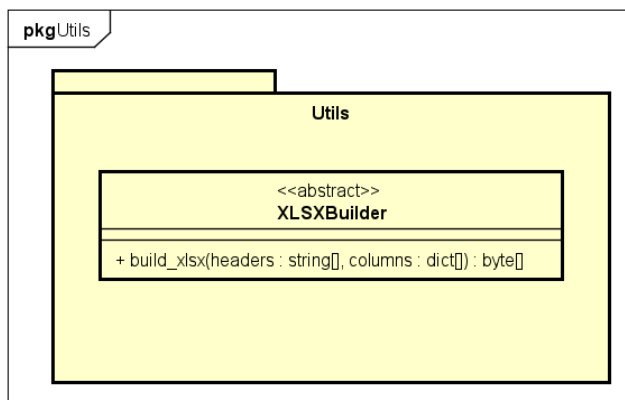 pkgUtils
Utils
<<abstract>>
XLSXBuilder
+ build_xlsx(headers : string[], columns : dict[]) : byte[]